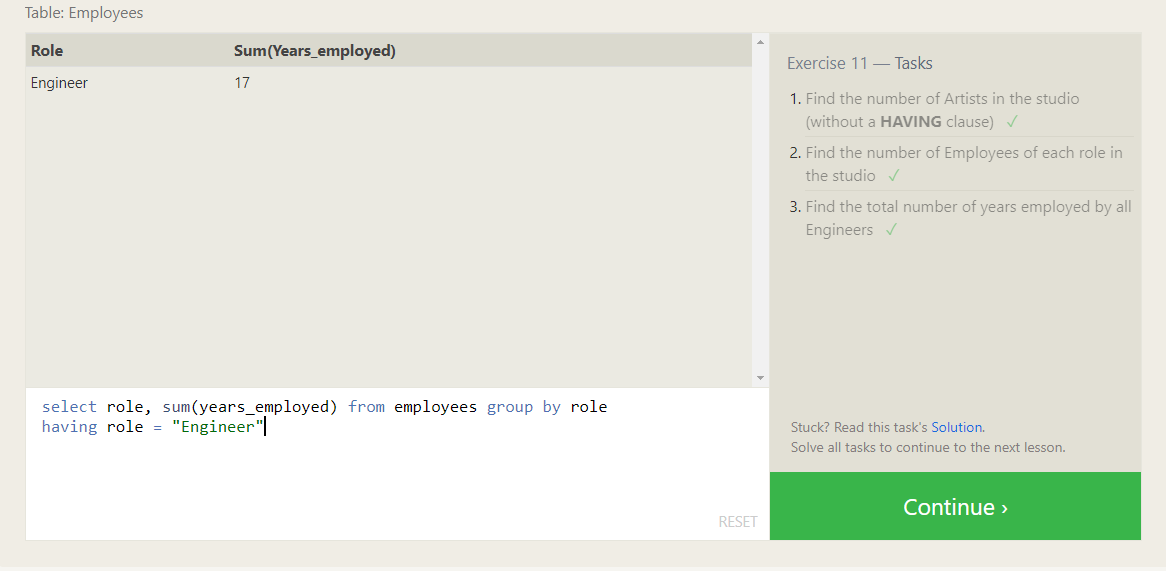 Table: Employees
Role Sum(Years_employed)
Engineer 17
select role, sum(years_employed) from employees group by role
having role = "Engineer"
RESET
Exercise 11 — Tasks
1. Find the number of Artists in the studio
(without a HAVING clause) ✓
2. Find the number of Employees of each role in
the studio ✓
3. Find the total number of years employed by all
Engineers ✓
Stuck? Read this task's Solution.
Solve all tasks to continue to the next lesson.
Continue ›